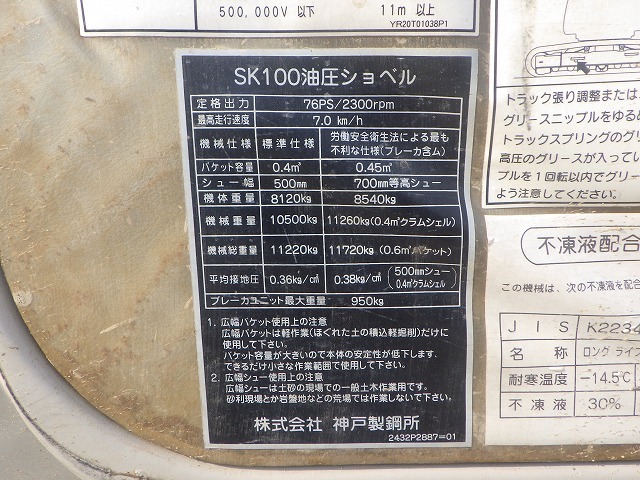 500,000V 以下 11m 以上
YR20T01038P1
SK100油圧ショベル
定格出力 76PS/2300rpm
最高走行速度 7.0 km/h
機械仕様 標準仕様 労働安全衛生法による最も
不利な仕様(ブレーカ含ム)
バケット容量 0.4㎥ 0.45㎥
シュー幅 500mm 700mm等高シュー
機体重量 8120kg 8540kg
機械重量 10500kg 11260kg(0.4㎥クラムシェル)
機械総重量 11220kg 11720kg(0.6㎥バケット)
平均接地圧 0.36kg/㎠ 0.38kg/㎠ (500mmシュー
0.4㎥クラムシェル)
ブレーカユニット最大重量 950kg
1. 広幅バケット使用上の注意
広幅バケットは軽作業(ほぐれた土の積込軽掘削)だけに
使用して下さい。
バケット容量が大きいので本体の安定性が低下します、
できるだけ小さな作業範囲で使用して下さい。
2. 広幅シュー使用上の注意
広幅シューは土砂の現場での一般土木作業用です。
砂利現場とか岩盤地などの荒場では作業しないで下さい。
株式会社 神戸製鋼所
2432P2887=01
トラック張り調整または、
グリースニップルをゆるめ
トラックスプリングのグリ
高圧のグリースが入ってし
プルを1回転以内でグリース
よう注意してください。
不凍液配合
この機械は、次の不凍液を配合
JIS K2234
名称 ロング ライフ
耐寒温度 -14.5℃
不凍液 30%